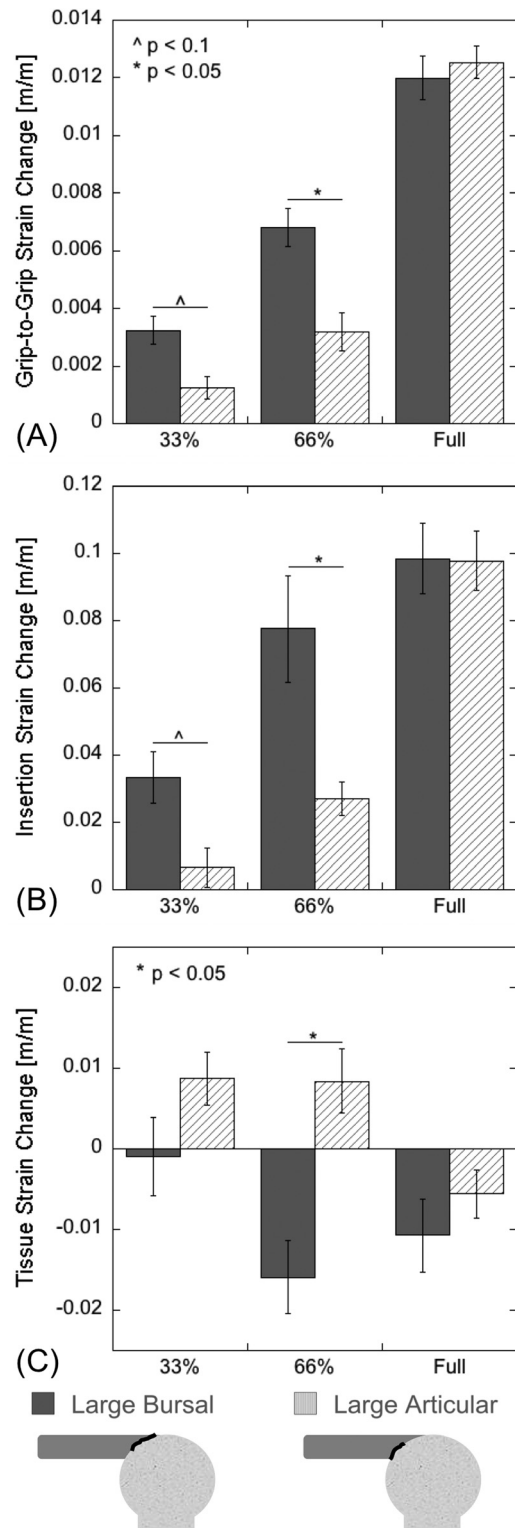 0.014
^ p < 0.1
* p < 0.05
0.012
0.01
0.008
0.006
0.004
0.002
0
Grip-to-Grip Strain Change [m/m]
*
^
(A)
33% 66% Full
0.12
0.1
0.08
0.06
0.04
0.02
0
Insertion Strain Change [m/m]
*
^
(B)
33% 66% Full
* p < 0.05
0.02
0.01
0
-0.01
-0.02
Tissue Strain Change [m/m]
*
(C)
33% 66% Full
Large Bursal Large Articular